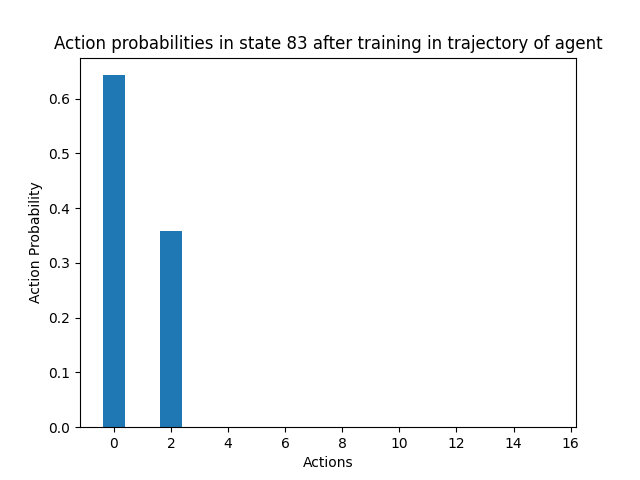 Action probabilities in state 83 after training in trajectory of agent
0.6
0.5
0.4
0.3
0.2
0.1
0.0
Action Probability
0 2 4 6 8 10 12 14 16
Actions